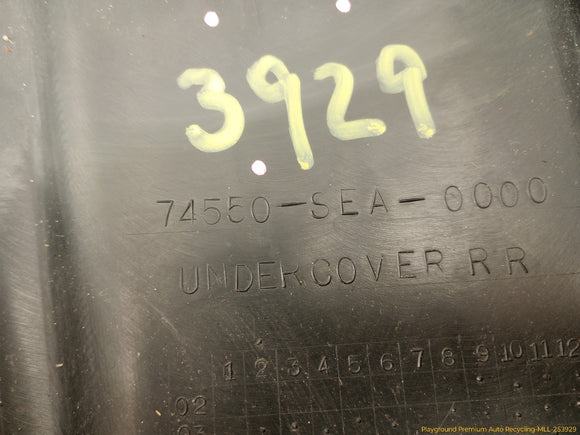 3929
74550-SEA-0000
UNDERCOVER RR
1 2 3 4 5 6 7 8 9 10 11 12
02
03
Playground Premium Auto Recycling-MLL-253929